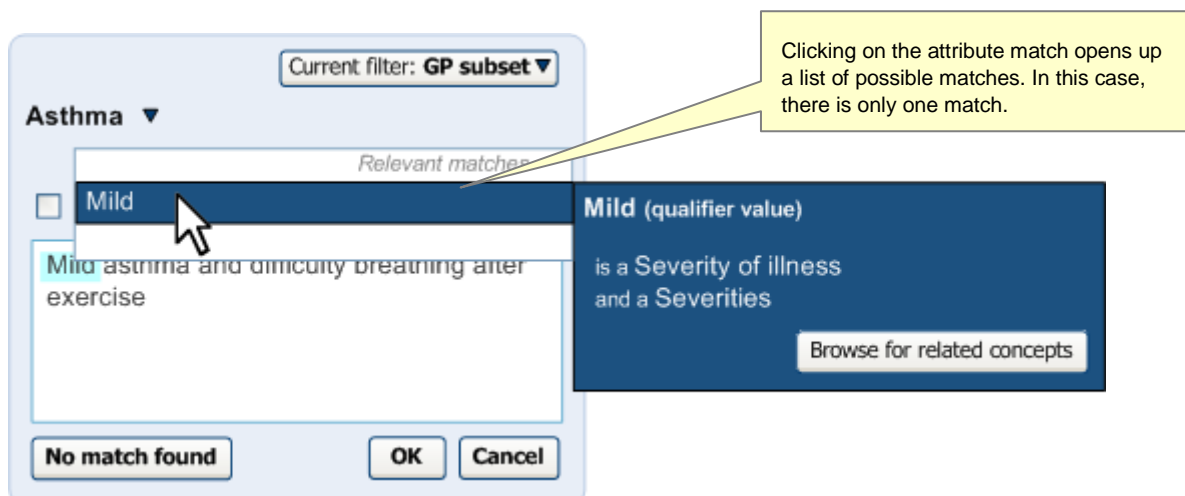 Clicking on the attribute match opens up
a list of possible matches. In this case,
there is only one match.
Current filter: GP subset
Asthma
Relevant matches
Mild
Mild (qualifier value)
is a Severity of illness
and a Severities
Browse for related concepts
Mild asthma and difficulty breathing after
exercise
No match found
OK
Cancel